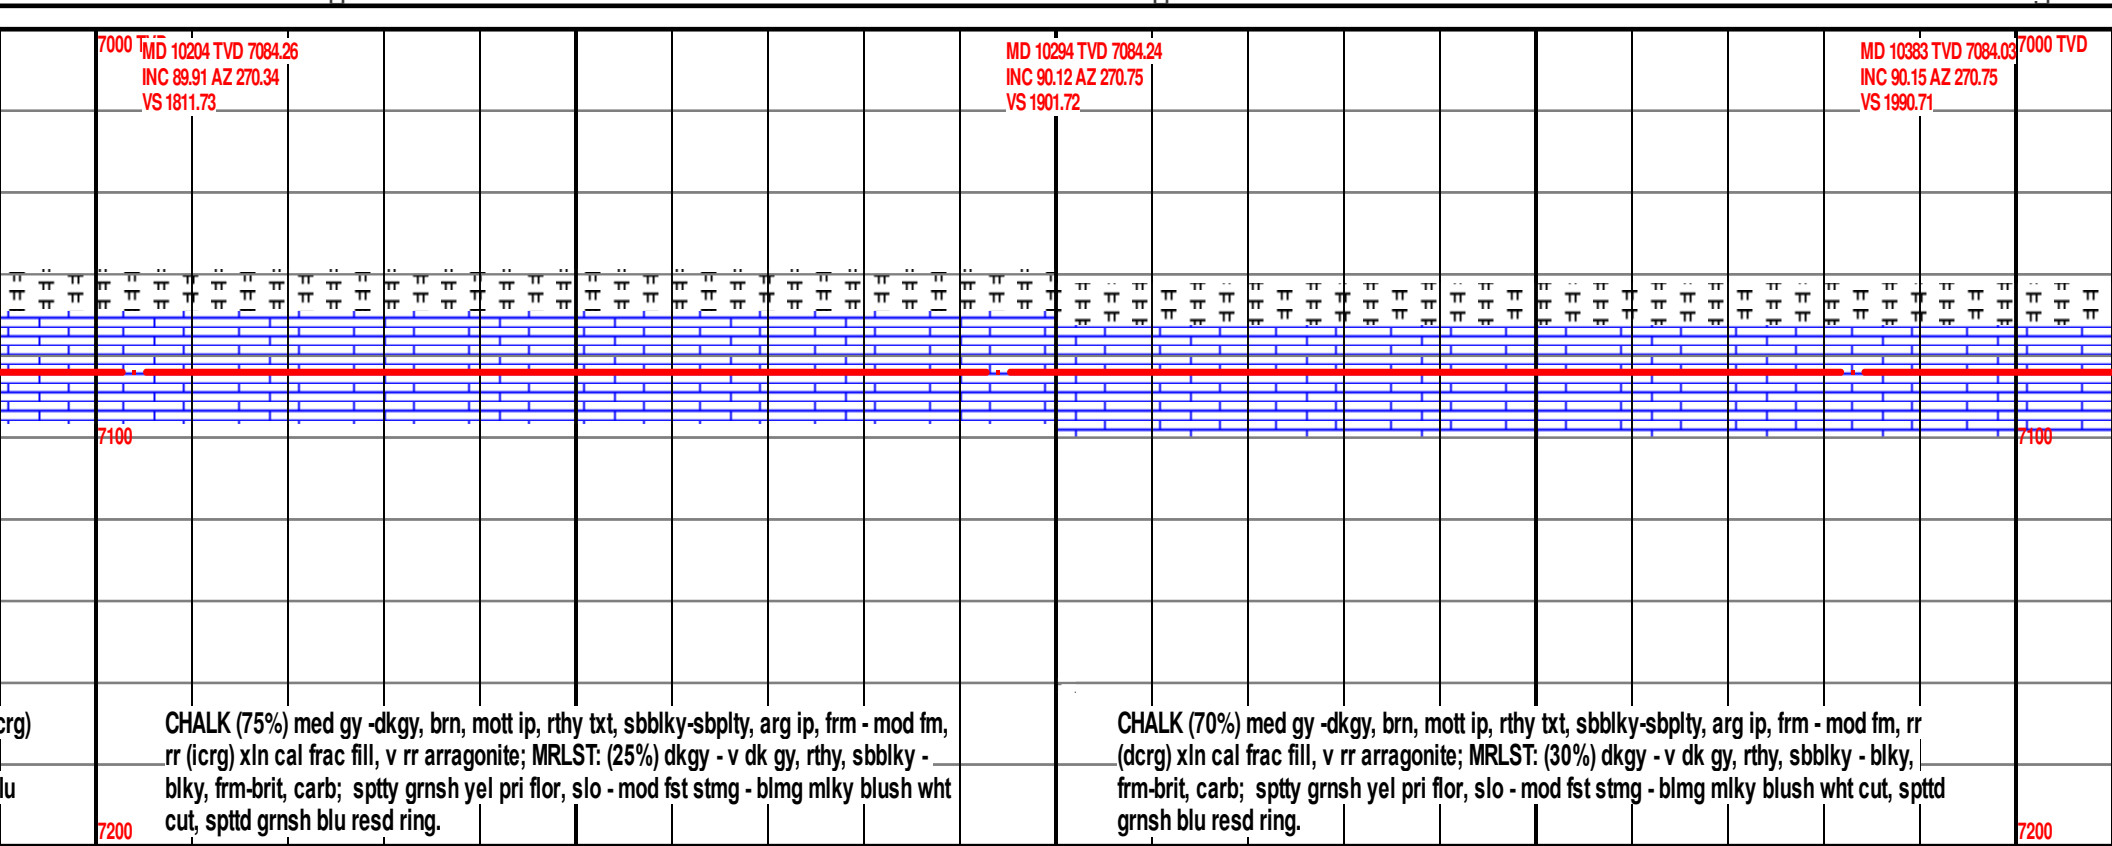 7000 TVD
MD 10204 TVD 7084.26
INC 89.91 AZ 270.34
VS 1811.73
MD 10294 TVD 7084.24
INC 90.12 AZ 270.75
VS 1901.72
MD 10383 TVD 7084.03
INC 90.15 AZ 270.75
VS 1990.71
7000 TVD
7100
7100
crg)
lu
CHALK (75%) med gy -dkgy, brn, mott ip, rthy txt, sbblky-sbplty, arg ip, frm - mod fm,
rr (icrg) xln cal frac fill, v rr arragonite; MRLST: (25%) dkgy - v dk gy, rthy, sbblky -
blky, frm-brit, carb;  sptty grnsh yel pri flor, slo - mod fst stmg - blmg mlky blush wht
cut, spttd grnsh blu resd ring.
CHALK (70%) med gy -dkgy, brn, mott ip, rthy txt, sbblky-sbplty, arg ip, frm - mod fm, rr
(dcrg) xln cal frac fill, v rr arragonite; MRLST: (30%) dkgy - v dk gy, rthy, sbblky - blky,
frm-brit, carb;  sptty grnsh yel pri flor, slo - mod fst stmg - blmg mlky blush wht cut, spttd
grnsh blu resd ring.
7200
7200